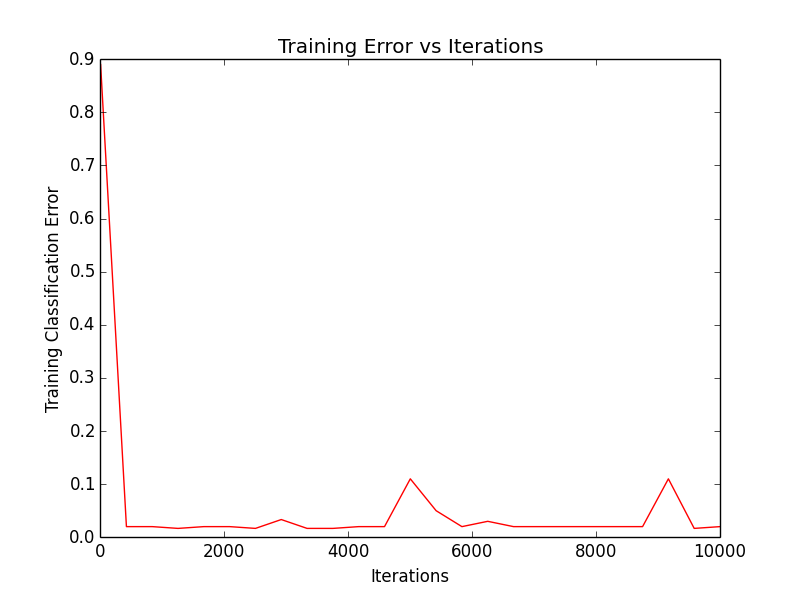 Training Error vs Iterations
0.9
0.8
0.7
0.6
0.5
0.4
0.3
0.2
0.1
0.0
Training Classification Error
0 2000 4000 6000 8000 10000
Iterations